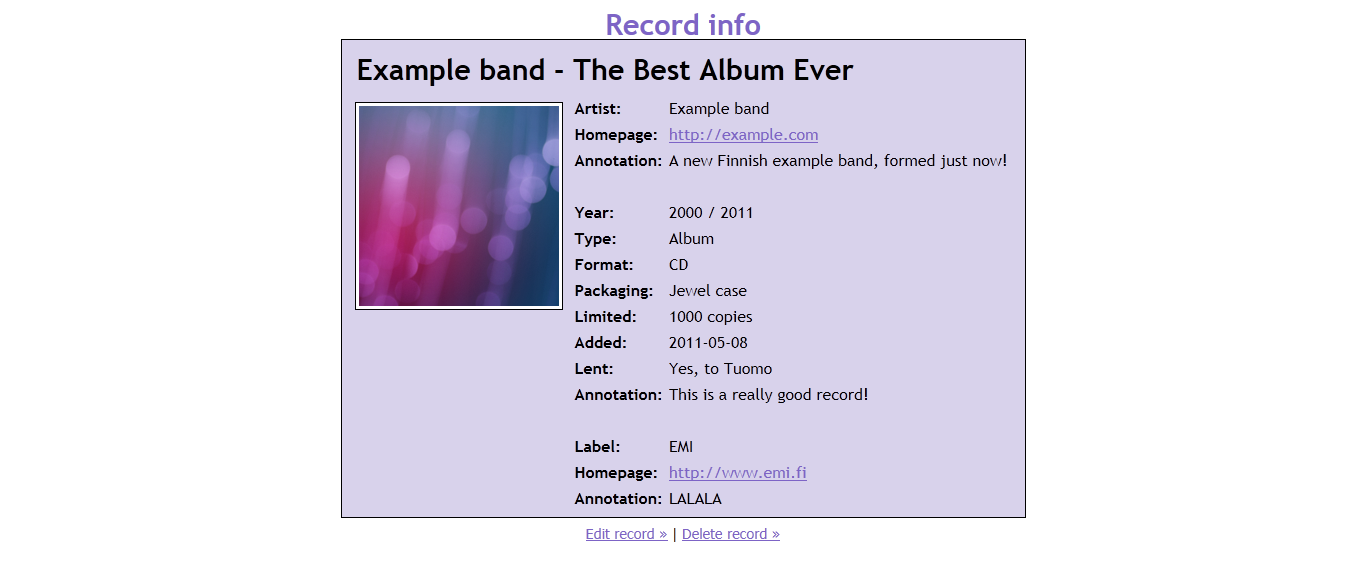 Record info
Example band - The Best Album Ever
Artist: Example band
Homepage: http://example.com
Annotation: A new Finnish example band, formed just now!
Year: 2000 / 2011
Type: Album
Format: CD
Packaging: Jewel case
Limited: 1000 copies
Added: 2011-05-08
Lent: Yes, to Tuomo
Annotation: This is a really good record!
Label: EMI
Homepage: http://www.emi.fi
Annotation: LALALA
Edit record » | Delete record »